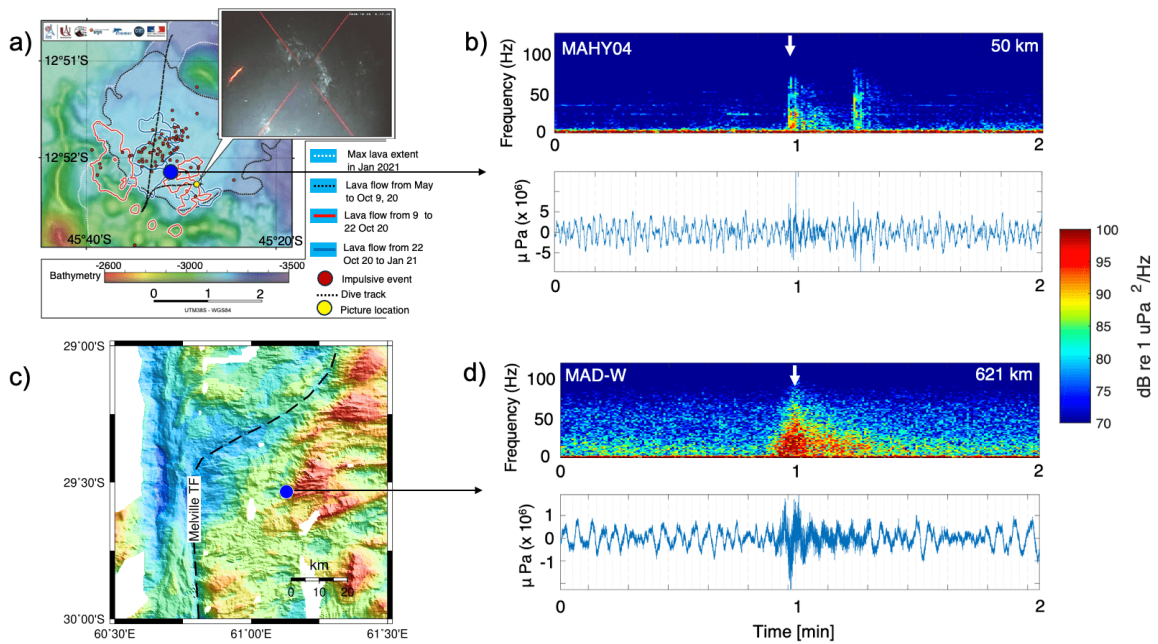 a)
12°51'S
12°52'S
45°40'S
45°20'S
-2600
-3000
-3500
Bathymetry
0
1
2
UTM38S - WGS84
Max lava extent
in Jan 2021
Lava flow from May
to Oct 9, 20
Lava flow from 9 to
22 Oct 20
Lava flow from 22
Oct 20 to Jan 21
Impulsive event
Dive track
Picture location
b)
MAHY04
50 km
Frequency (Hz)
100
50
0
0
1
2
μ Pa (x 10⁶)
5
0
-5
0
1
2
100
95
90
85
80
75
70
dB re 1 uPa²/Hz
c)
29°00'S
29°30'S
30°00'S
60°30'E
61°00'E
61°30'E
Melville TF
km
0 10 20
d)
MAD-W
621 km
Frequency (Hz)
100
50
0
0
1
2
μ Pa (x 10⁶)
1
0
-1
0
1
2
Time [min]